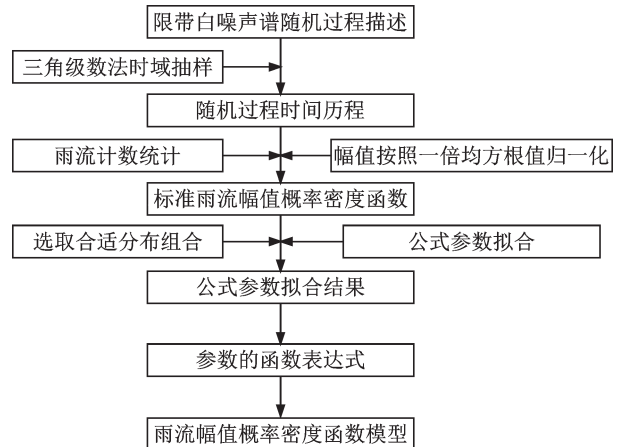 限带白噪声谱随机过程描述
三角级数法时域抽样
随机过程时间历程
雨流计数统计
幅值按照一倍均方根值归一化
标准雨流幅值概率密度函数
选取合适分布组合
公式参数拟合
公式参数拟合结果
参数的函数表达式
雨流幅值概率密度函数模型